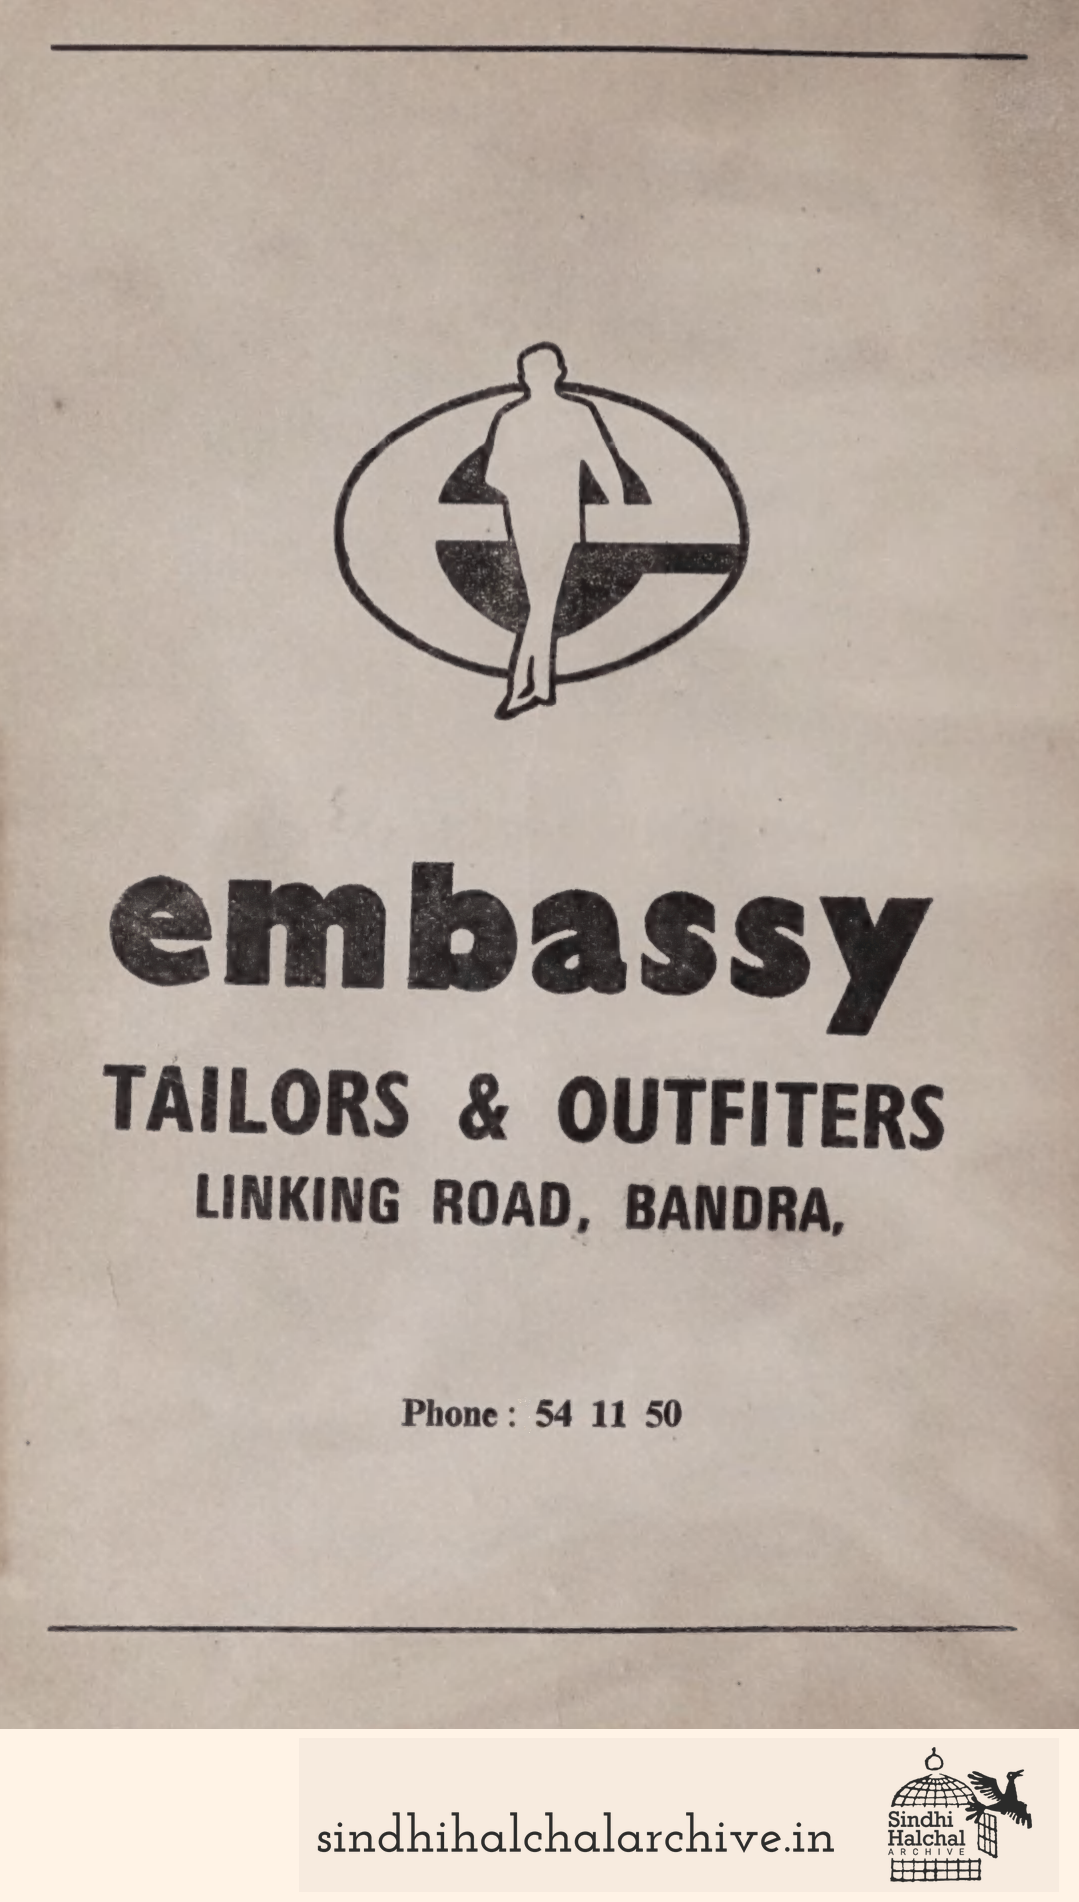 embassy
TAILORS & OUTFITERS
LINKING ROAD, BANDRA,
Phone : 54 11 50
sindhihalchalarchive.in
Sindhi
Halchal
ARCHIVE